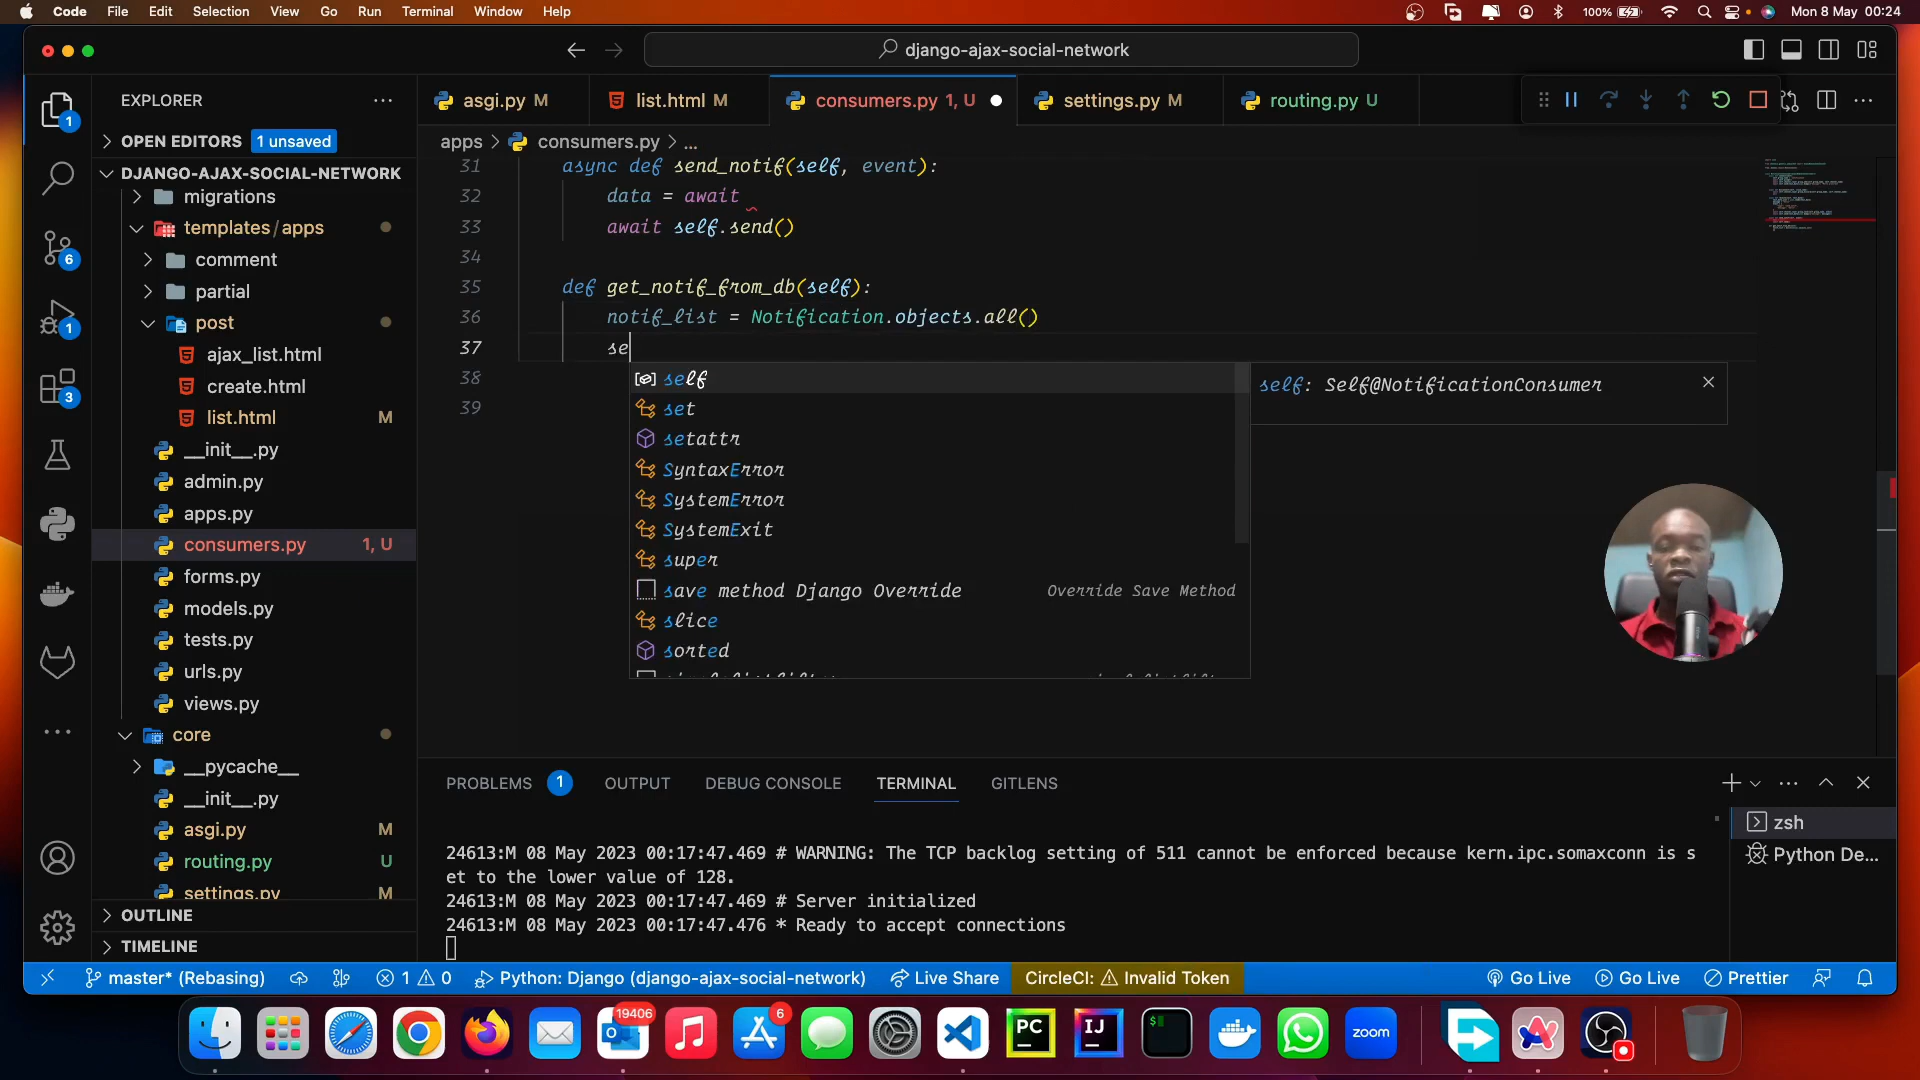 Code File Edit Selection View Go Run Terminal Window Help 100% Mon 8 May 00:24
django-ajax-social-network
EXPLORER
asgi.py M list.html M consumers.py 1, U settings.py M routing.py U
OPEN EDITORS 1 unsaved
apps > consumers.py > ...
DJANGO-AJAX-SOCIAL-NETWORK
migrations
templates/apps
comment
partial
post
ajax_list.html
create.html
list.html M
__init__.py
admin.py
apps.py
consumers.py 1, U
forms.py
models.py
tests.py
urls.py
views.py
core
__pycache__
__init__.py
asgi.py M
routing.py U
settings.py M
OUTLINE
TIMELINE
1
6
1
3
31 async def send_notif(self, event):
32 data = await
33 await self.send()
34
35 def get_notif_from_db(self):
36 notif_list = Notification.objects.all()
37 se
38
39
self
set
setattr
SyntaxError
SystemError
SystemExit
super
save method Django Override Override Save Method
slice
sorted
self: Self@NotificationConsumer
PROBLEMS 1 OUTPUT DEBUG CONSOLE TERMINAL GITLENS
24613:M 08 May 2023 00:17:47.469 # WARNING: The TCP backlog setting of 511 cannot be enforced because kern.ipc.somaxconn is s
et to the lower value of 128.
24613:M 08 May 2023 00:17:47.469 # Server initialized
24613:M 08 May 2023 00:17:47.476 * Ready to accept connections
zsh
Python De...
master* (Rebasing) 1 0 Python: Django (django-ajax-social-network) Live Share CircleCI: Invalid Token Go Live Go Live Prettier
19406
6
PC
IJ
zoom